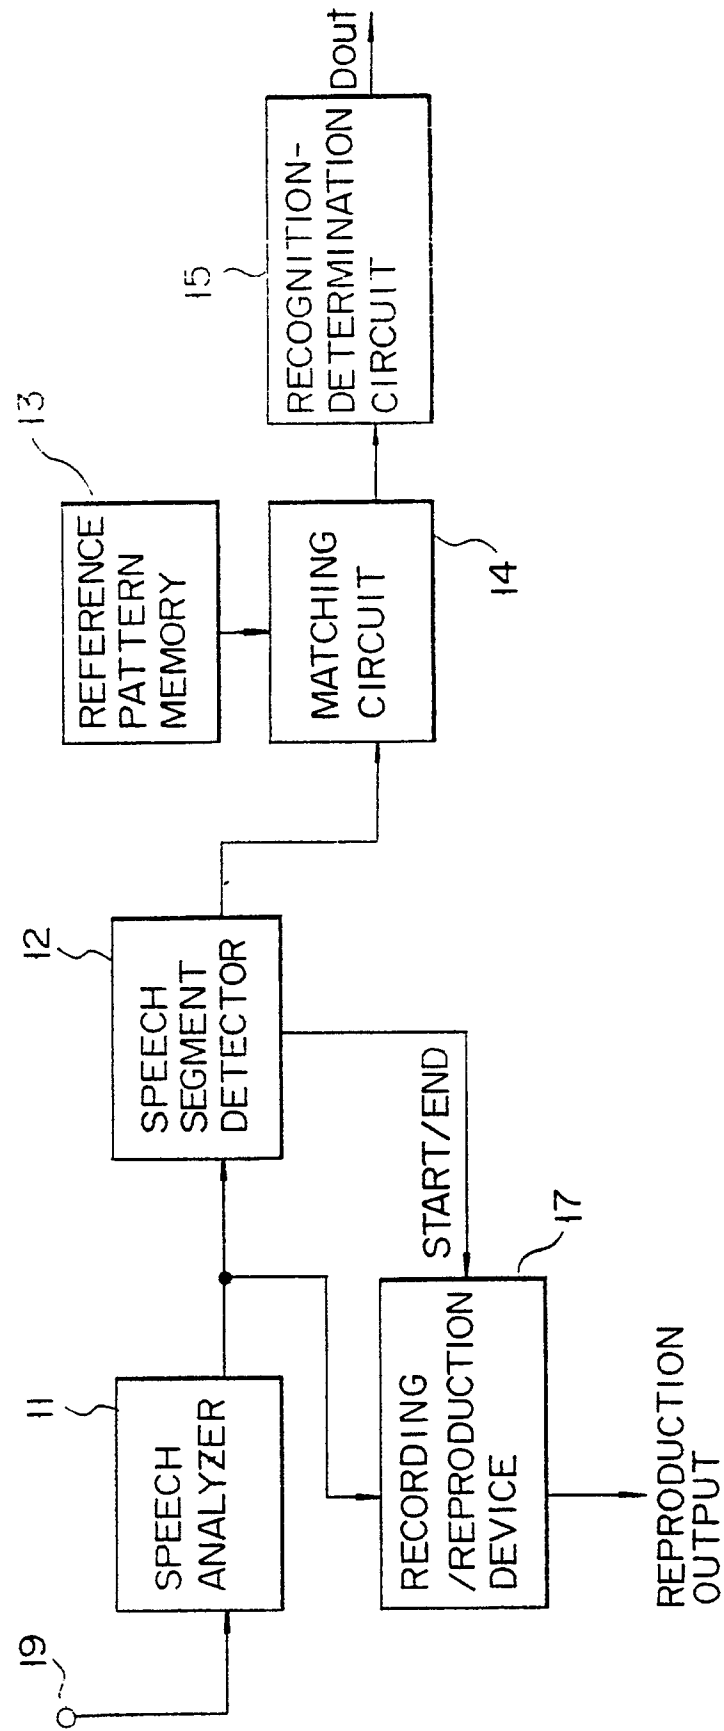 19
11
SPEECH
ANALYZER
12
SPEECH
SEGMENT
DETECTOR
13
REFERENCE
PATTERN
MEMORY
14
MATCHING
CIRCUIT
15
RECOGNITION-
DETERMINATION
CIRCUIT
Dout
START/END
17
RECORDING
/REPRODUCTION
DEVICE
REPRODUCTION
OUTPUT